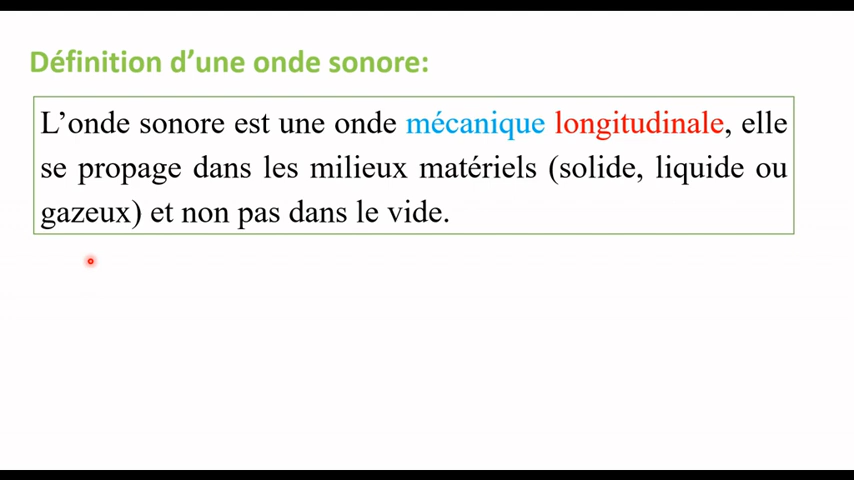 Définition d’une onde sonore:
L’onde sonore est une onde mécanique longitudinale, elle
se propage dans les milieux matériels (solide, liquide ou
gazeux) et non pas dans le vide.